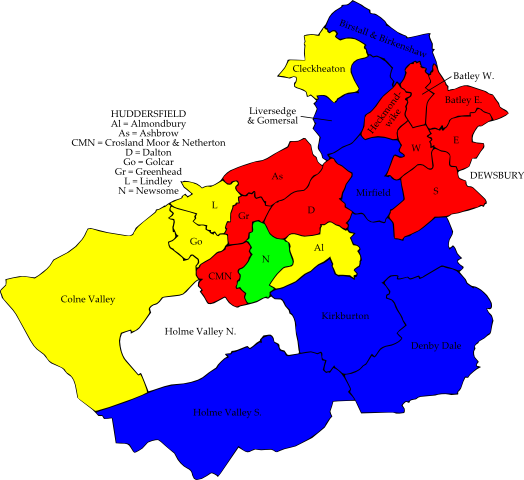 Birstall & Birkenshaw
Cleckheaton
Batley W.
Batley E.
Liversedge
& Gomersal
Heckmond-
wike
HUDDERSFIELD
Al = Almondbury
As = Ashbrow
CMN = Crosland Moor & Netherton
D = Dalton
Go = Golcar
Gr = Greenhead
L = Lindley
N = Newsome
W
E
DEWSBURY
As
Mirfield
S
L
Gr
D
Go
Al
N
CMN
Colne Valley
Kirkburton
Holme Valley N.
Denby Dale
Holme Valley S.